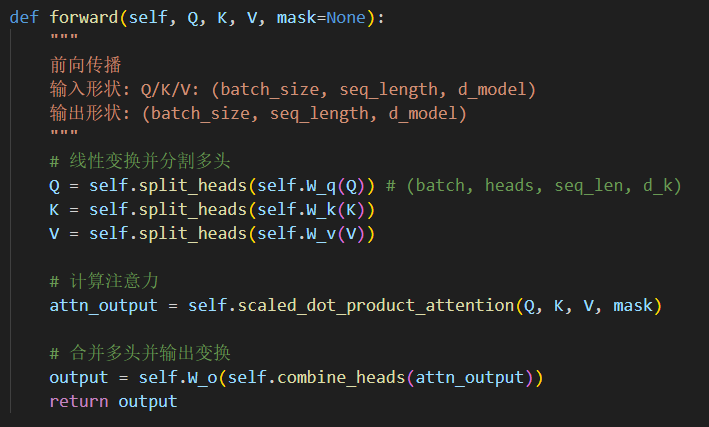 def forward(self, Q, K, V, mask=None):
    """
    前向传播
    输入形状: Q/K/V: (batch_size, seq_length, d_model)
    输出形状: (batch_size, seq_length, d_model)
    """
    # 线性变换并分割多头
    Q = self.split_heads(self.W_q(Q)) # (batch, heads, seq_len, d_k)
    K = self.split_heads(self.W_k(K))
    V = self.split_heads(self.W_v(V))

    # 计算注意力
    attn_output = self.scaled_dot_product_attention(Q, K, V, mask)

    # 合并多头并输出变换
    output = self.W_o(self.combine_heads(attn_output))
    return output